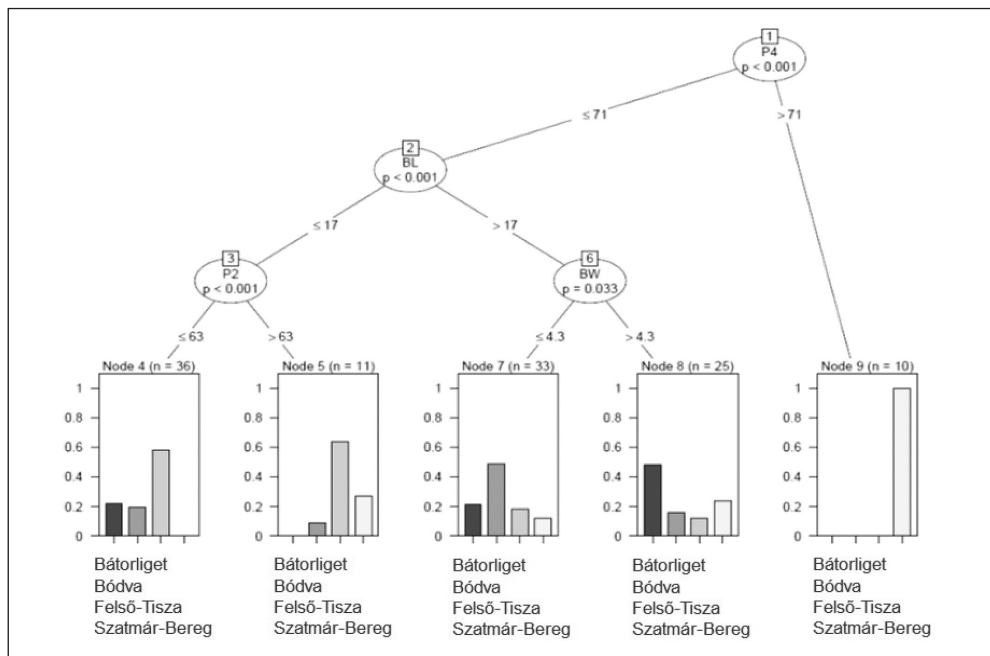 1
P4
p < 0.001
≤ 71
> 71
2
BL
p < 0.001
≤ 17
> 17
3
P2
p < 0.001
6
BW
p = 0.033
≤ 63
> 63
≤ 4.3
> 4.3
Node 4 (n = 36)
1
0.8
0.6
0.4
0.2
0
Bátorliget
Bódva
Felső-Tisza
Szatmár-Bereg
Node 5 (n = 11)
1
0.8
0.6
0.4
0.2
0
Bátorliget
Bódva
Felső-Tisza
Szatmár-Bereg
Node 7 (n = 33)
1
0.8
0.6
0.4
0.2
0
Bátorliget
Bódva
Felső-Tisza
Szatmár-Bereg
Node 8 (n = 25)
1
0.8
0.6
0.4
0.2
0
Bátorliget
Bódva
Felső-Tisza
Szatmár-Bereg
Node 9 (n = 10)
1
0.8
0.6
0.4
0.2
0
Bátorliget
Bódva
Felső-Tisza
Szatmár-Bereg